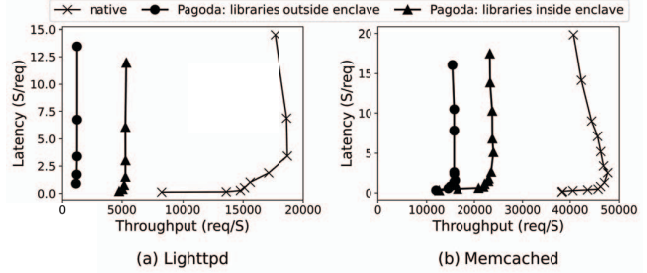 native Pagoda: libraries outside enclave Pagoda: libraries inside enclave
15.0
12.5
10.0
7.5
5.0
2.5
0.0
Latency (S/req)
0 5000 10000 15000 20000
Throughput (req/S)
(a) Lighttpd
20
15
10
5
0
Latency (S/req)
0 10000 20000 30000 40000 50000
Throughput (req/S)
(b) Memcached